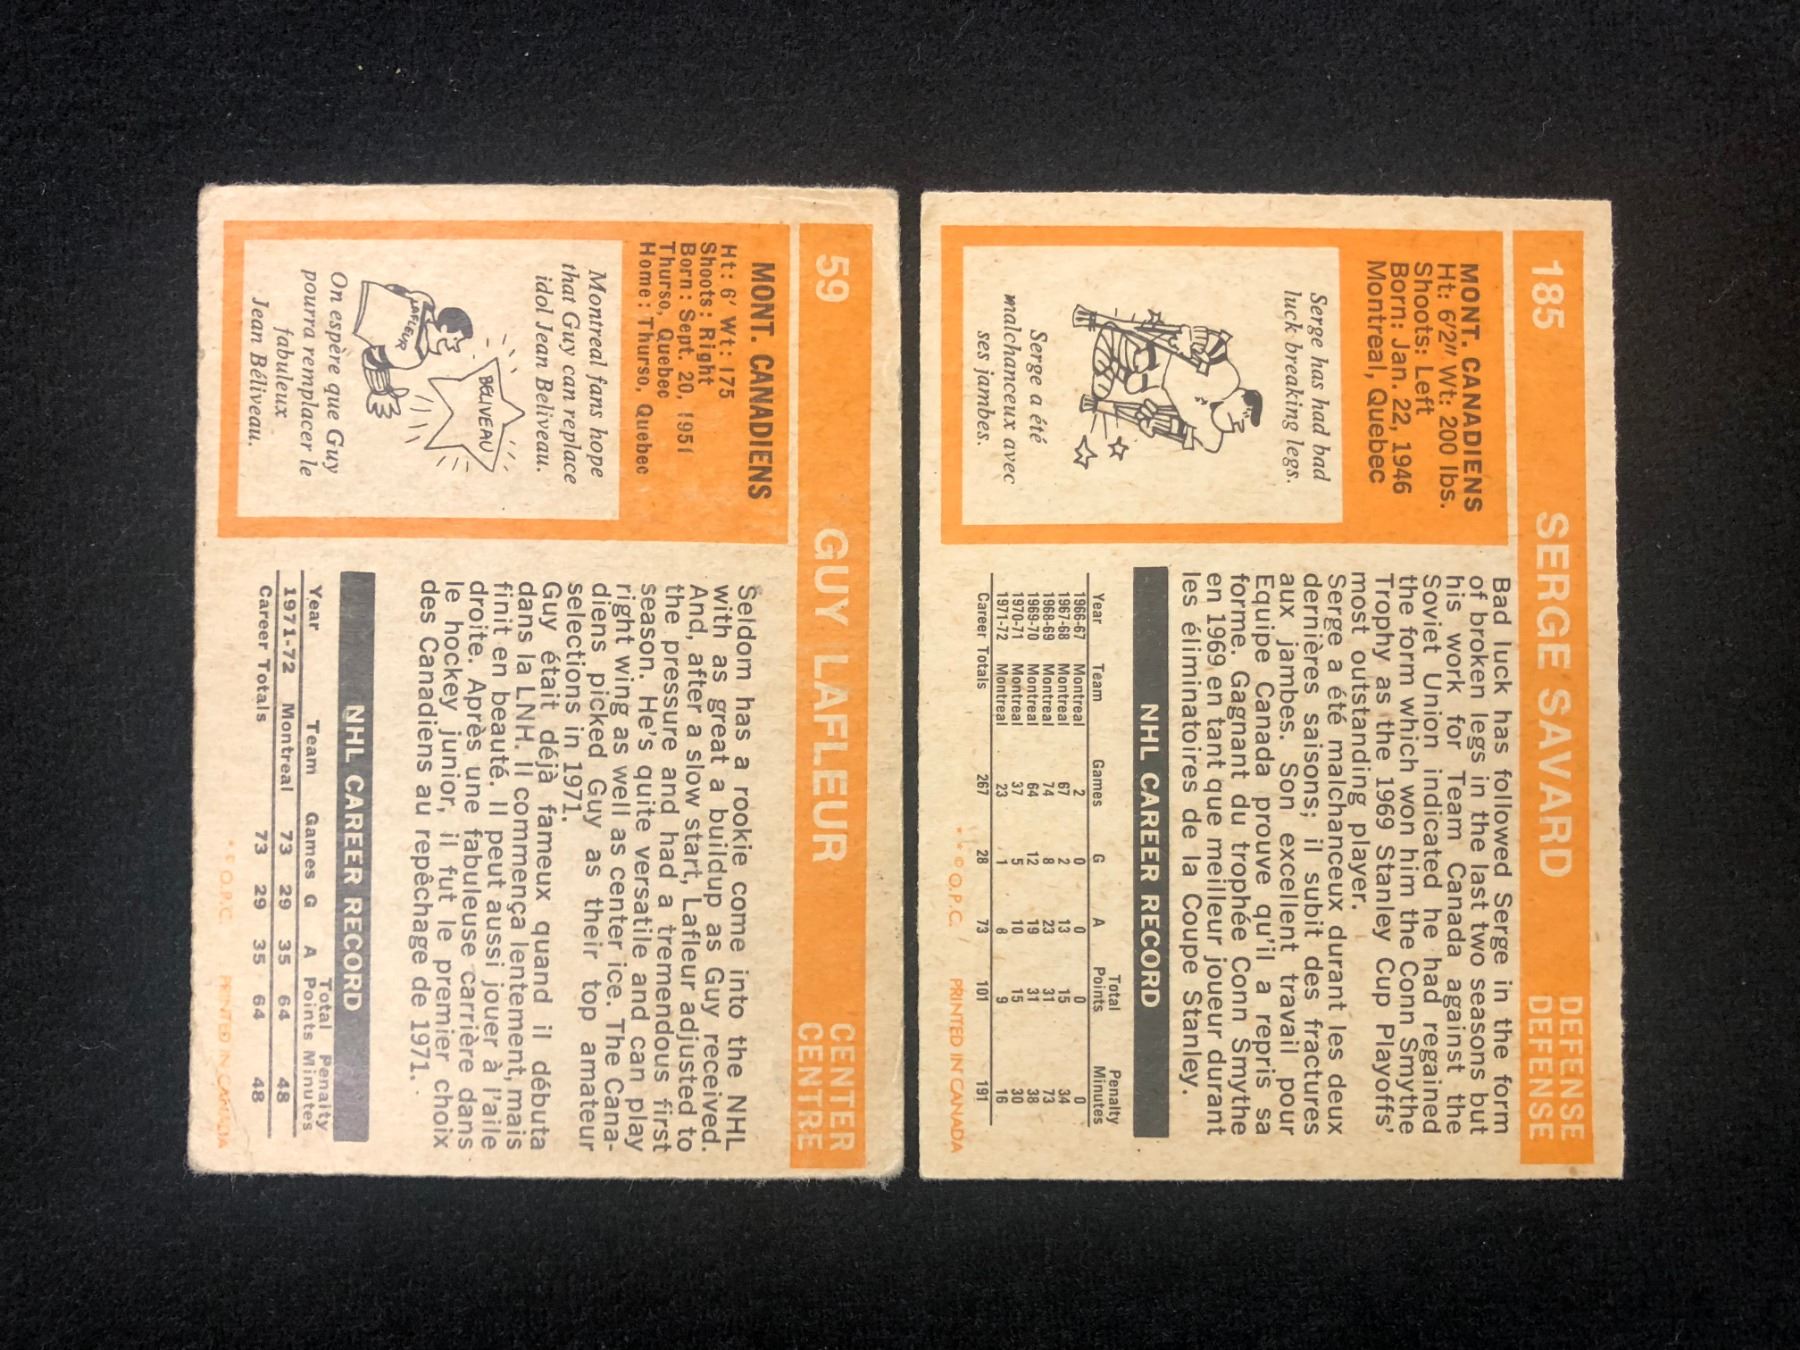 185 SERGE SAVARD DEFENSE
DEFENSE
MONT. CANADIENS
Ht: 6'2" Wt: 200 lbs.
Shoots: Left
Born: Jan. 22, 1946
Montreal, Quebec
Serge has had bad
luck breaking legs.
Serge a été
malchanceux avec
ses jambes.
Bad luck has followed Serge in the form
of broken legs in the last two seasons but
his work for Team Canada against the
Soviet Union indicated he had regained
the form which won him the Conn Smythe
Trophy as the 1969 Stanley Cup Playoffs'
most outstanding player.
Serge a été malchanceux durant les deux
dernières saisons; il subit des fractures
aux jambes. Son excellent travail pour
Equipe Canada prouve qu'il a repris sa
forme. Gagnant du trophée Conn Smythe
en 1969 en tant que meilleur joueur durant
les éliminatoires de la Coupe Stanley.
NHL CAREER RECORD
Total Penalty
Year Team Games G A Points Minutes
1966-67 Montreal 2 0 0 0 0
1967-68 Montreal 67 2 13 15 34
1968-69 Montreal 74 8 23 31 73
1969-70 Montreal 64 12 19 31 38
1970-71 Montreal 37 5 10 15 30
1971-72 Montreal 23 1 8 9 16
Career Totals 267 28 73 101 191
* * © O.P.C. PRINTED IN CANADA
59 GUY LAFLEUR CENTER
CENTRE
MONT. CANADIENS
Ht: 6' Wt: 175
Shoots: Right
Born: Sept. 20, 1951
Thurso, Quebec
Home: Thurso, Quebec
Montreal fans hope
that Guy can replace
idol Jean Beliveau.
BELIVEAU
LAFLEUR
On espère que Guy
pourra remplacer le
fabuleux
Jean Béliveau.
Seldom has a rookie come into the NHL
with as great a buildup as Guy received.
And, after a slow start, Lafleur adjusted to
the pressure and had a tremendous first
season. He's quite versatile and can play
right wing as well as center ice. The Cana-
diens picked Guy as their top amateur
selections in 1971.
Guy était déjà fameux quand il débuta
dans la LNH. Il commença lentement, mais
finit en beauté. Il peut aussi jouer à l'aile
droite. Après une fabuleuse carrière dans
le hockey junior, il fut le premier choix
des Canadiens au repêchage de 1971.
NHL CAREER RECORD
Total Penalty
Year Team Games G A Points Minutes
1971-72 Montreal 73 29 35 64 48
Career Totals 73 29 35 64 48
* * © O.P.C. PRINTED IN CANADA